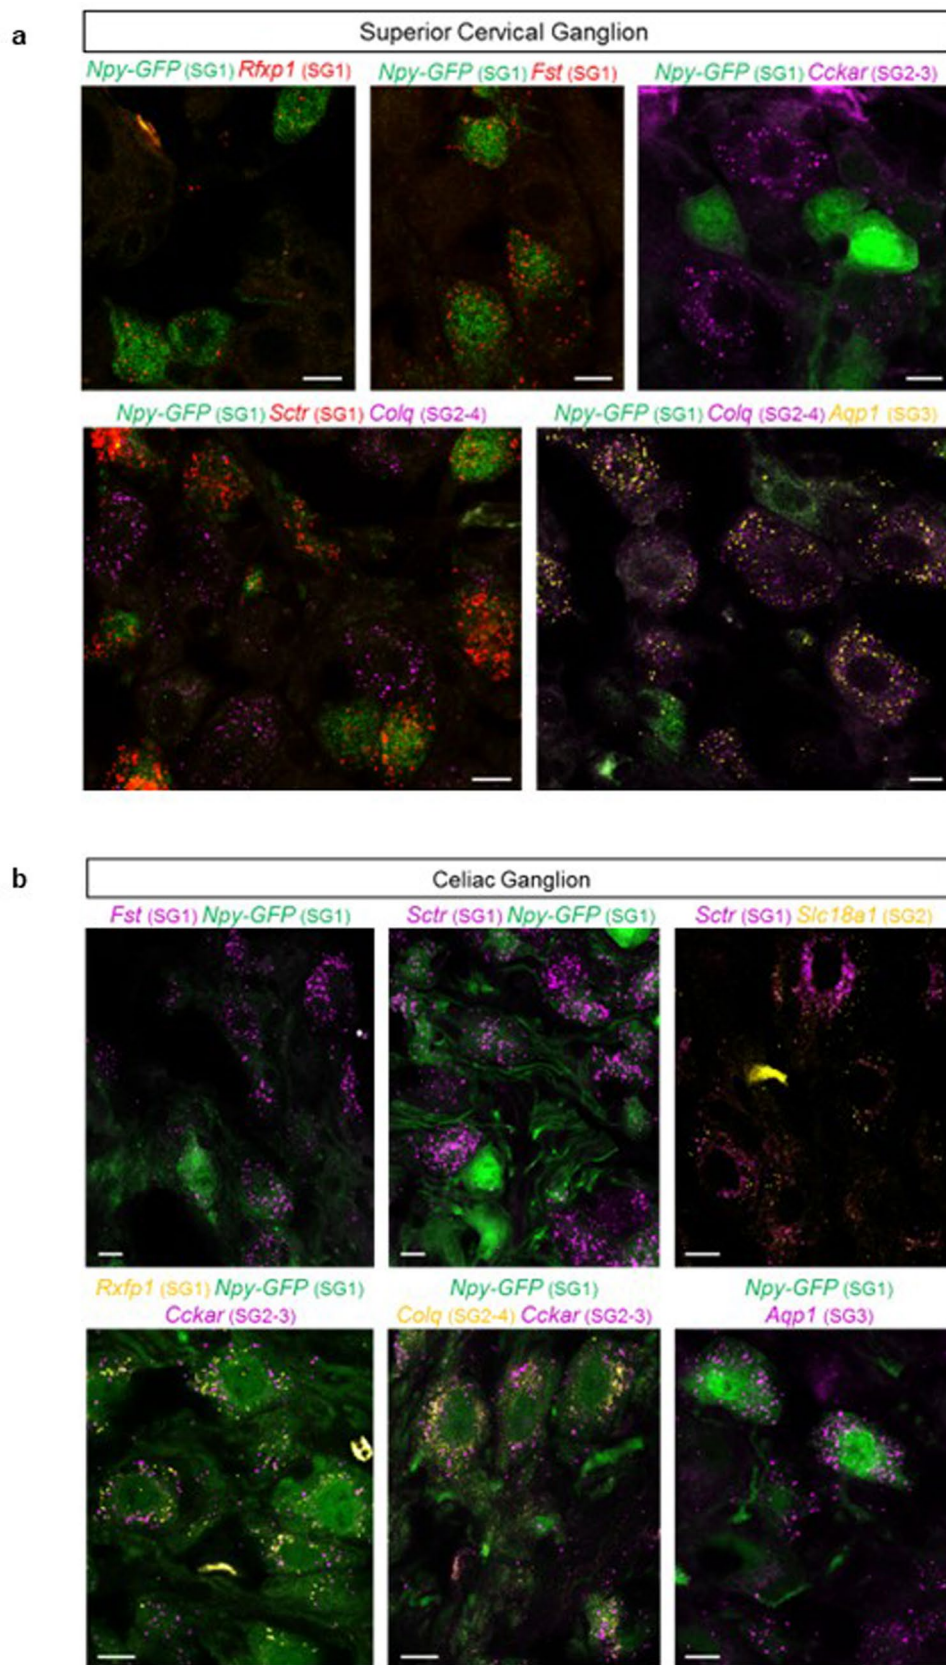 a
Superior Cervical Ganglion
Npy-GFP (SG1) Rfxp1 (SG1)
Npy-GFP (SG1) Fst (SG1)
Npy-GFP (SG1) Cckar (SG2-3)
Npy-GFP (SG1) Sctr (SG1) Colq (SG2-4)
Npy-GFP (SG1) Colq (SG2-4) Aqp1 (SG3)
b
Celiac Ganglion
Fst (SG1) Npy-GFP (SG1)
Sctr (SG1) Npy-GFP (SG1)
Sctr (SG1) Slc18a1 (SG2)
Rxfp1 (SG1) Npy-GFP (SG1)
Cckar (SG2-3)
Npy-GFP (SG1)
Colq (SG2-4) Cckar (SG2-3)
Npy-GFP (SG1)
Aqp1 (SG3)